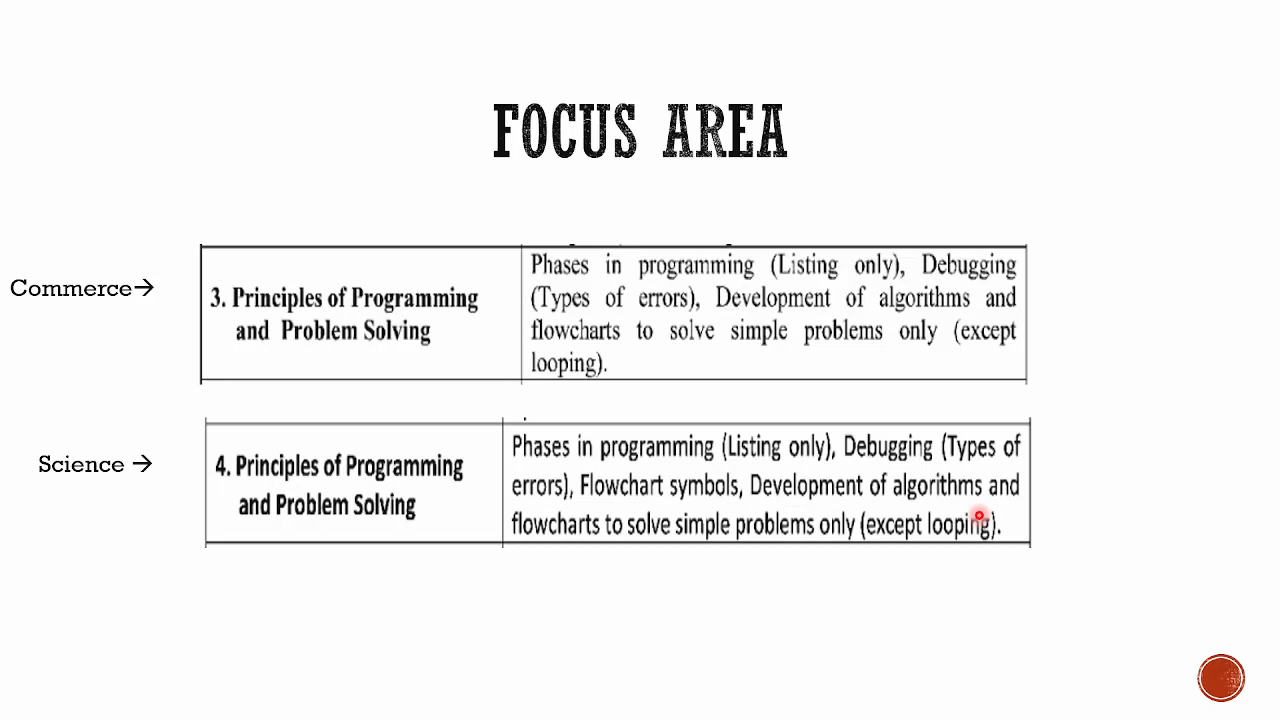 FOCUS AREA
Commerce→
3. Principles of Programming
and Problem Solving
Phases in programming (Listing only), Debugging
(Types of errors), Development of algorithms and
flowcharts to solve simple problems only (except
looping).
Science →
4. Principles of Programming
and Problem Solving
Phases in programming (Listing only), Debugging (Types of
errors), Flowchart symbols, Development of algorithms and
flowcharts to solve simple problems only (except looping).